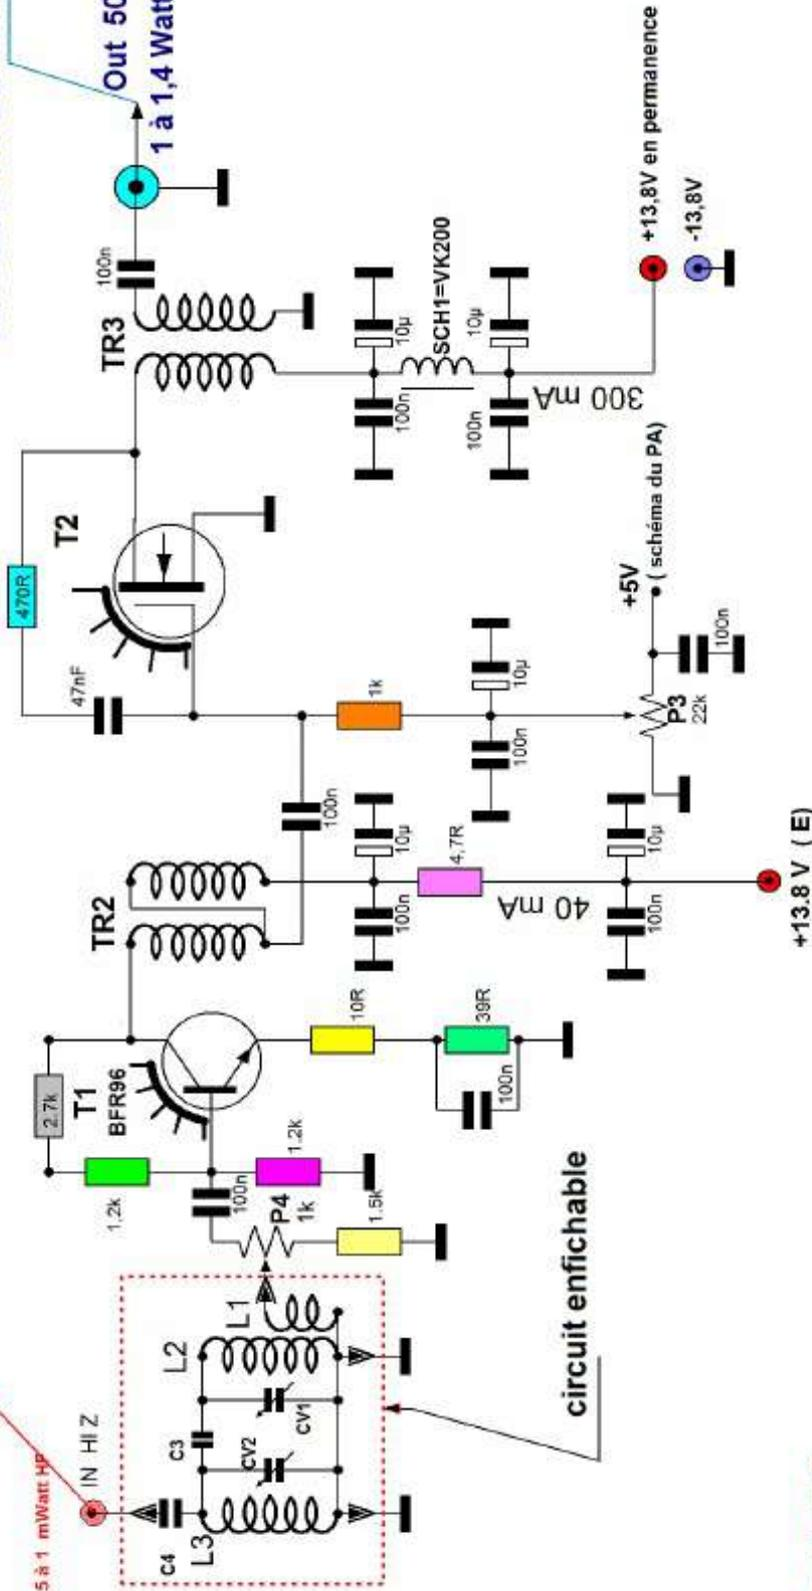 5 à 1 mWatt HF
IN HI Z
C4
L3
C3
CV2
CV1
L2
L1
circuit enfichable
P4
1k
1.5k
100n
1.2k
1.2k
2.7k
T1
BFR96
10R
39R
100n
TR2
100n
100n
10µ
4,7R
40 mA
100n
10µ
+13.8 V ( E)
47nF
470R
T2
1k
100n
10µ
P3
22k
+5V
( schéma du PA)
100n
TR3
100n
100n
10µ
SCH1=VK200
100n
10µ
300 mA
+13,8V en permanence
-13,8V
Out 50
1 à 1,4 Watt